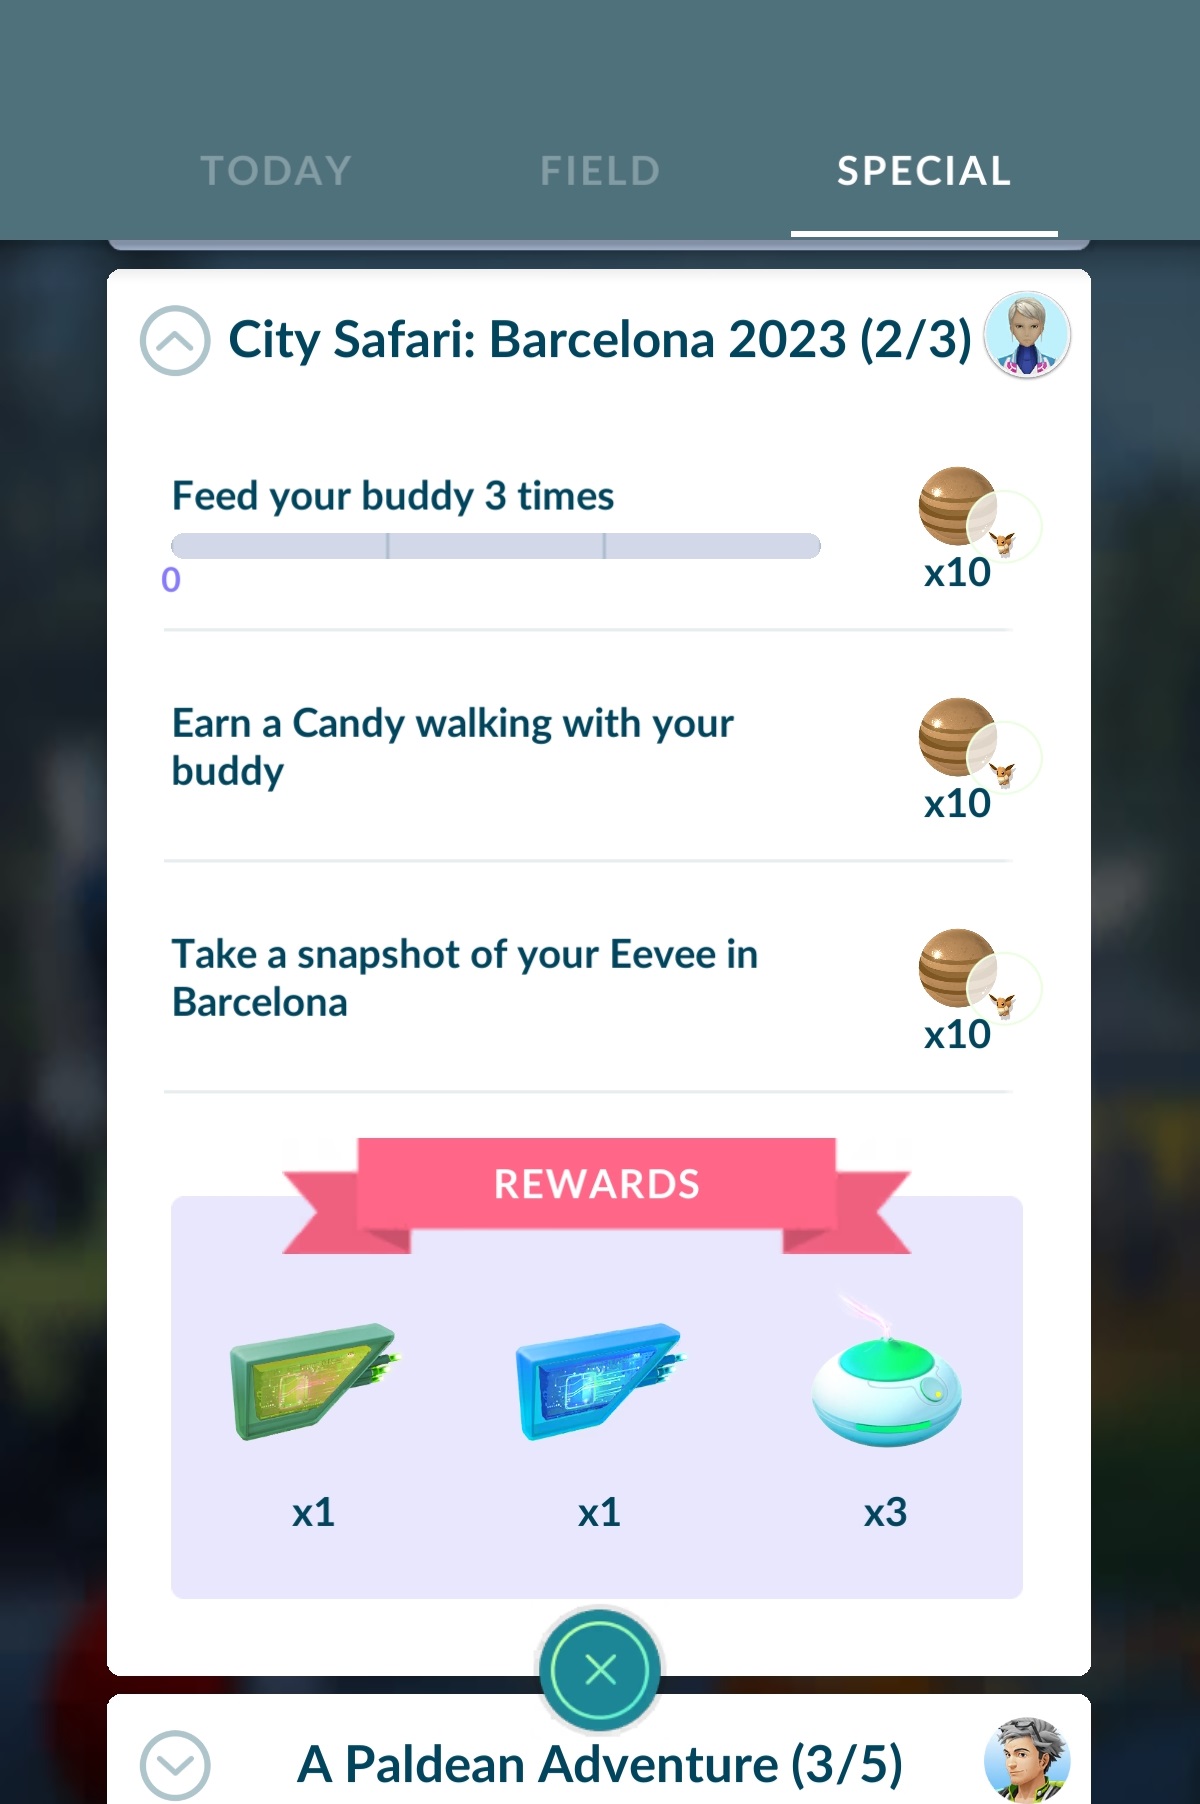 TODAY FIELD SPECIAL
City Safari: Barcelona 2023 (2/3)
Feed your buddy 3 times
0
x10
Earn a Candy walking with your
buddy
x10
Take a snapshot of your Eevee in
Barcelona
x10
REWARDS
x1 x1 x3
A Paldean Adventure (3/5)